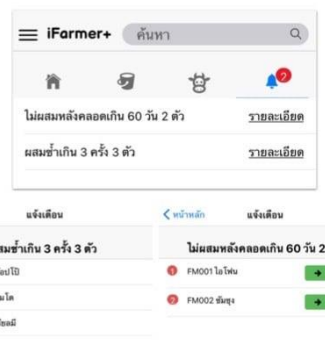 iFarmer+ ค้นหา
2
ไม่ผสมหลังคลอดเกิน 60 วัน 2 ตัว รายละเอียด
ผสมซ้ำเกิน 3 ครั้ง 3 ตัว รายละเอียด
แจ้งเตือน
สมซ้ำเกิน 3 ครั้ง 3 ตัว
หน้าหลัก แจ้งเตือน
ไม่ผสมหลังคลอดเกิน 60 วัน 2
FM001 ไอโฟน
FM002 ซัมซุง